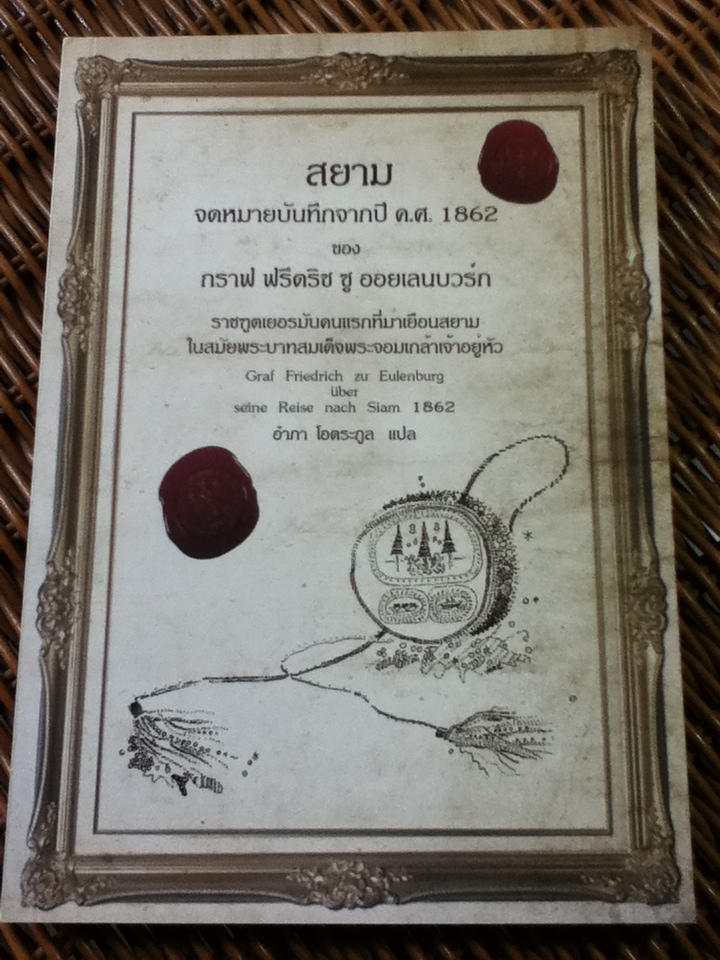 สยาม
จดหมายบันทึกจากปี ค.ศ. 1862
ของ
กราฟ ฟรีดริช ซู ออยเลนบวร์ก
ราชทูตเยอรมันคนแรกที่มาเยือนสยาม
ในสมัยพระบาทสมเด็จพระจอมเกล้าเจ้าอยู่หัว
Graf Friedrich zu Eulenburg
über
seine Reise nach Siam 1862
อำภา โอตระกูล แปล